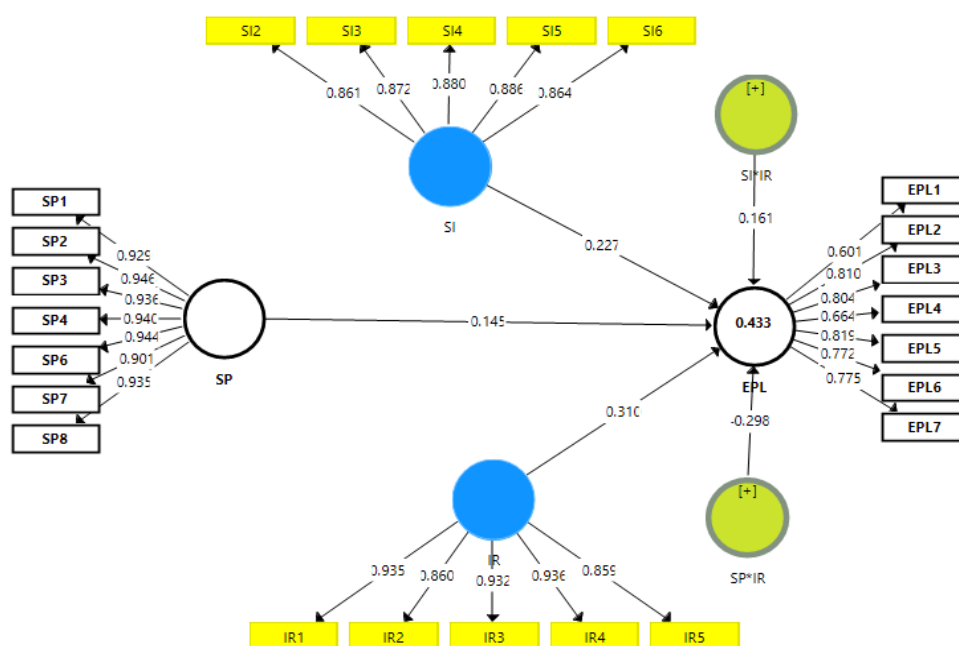 SI2 SI3 SI4 SI5 SI6
0.861 0.872 0.880 0.886 0.864
[+]
SI*IR
SI
0.161
0.227
SP1
SP2
SP3
SP4
SP6
SP7
SP8
0.929
0.946
0.936
0.940
0.944
0.901
0.935
SP
0.145
0.433
EPL
EPL1
EPL2
EPL3
EPL4
EPL5
EPL6
EPL7
0.601
0.810
0.804
0.664
0.819
0.772
0.775
0.310
-0.298
[+]
SP*IR
IR
0.935 0.860 0.932 0.936 0.859
IR1 IR2 IR3 IR4 IR5